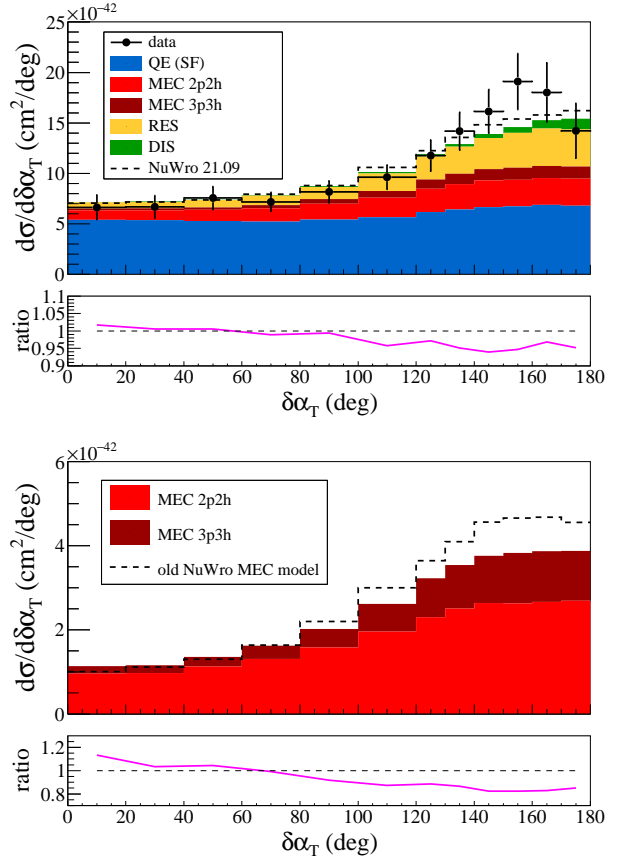 ×10⁻⁴²
25
20
15
10
5
0
dσ/dδα_T (cm²/deg)
data
QE (SF)
MEC 2p2h
MEC 3p3h
RES
DIS
NuWro 21.09
1.1
1.05
1
0.95
0.9
ratio
0 20 40 60 80 100 120 140 160 180
δα_T (deg)
×10⁻⁴²
6
4
2
0
dσ/dδα_T (cm²/deg)
MEC 2p2h
MEC 3p3h
old NuWro MEC model
1.2
1
0.8
ratio
0 20 40 60 80 100 120 140 160 180
δα_T (deg)